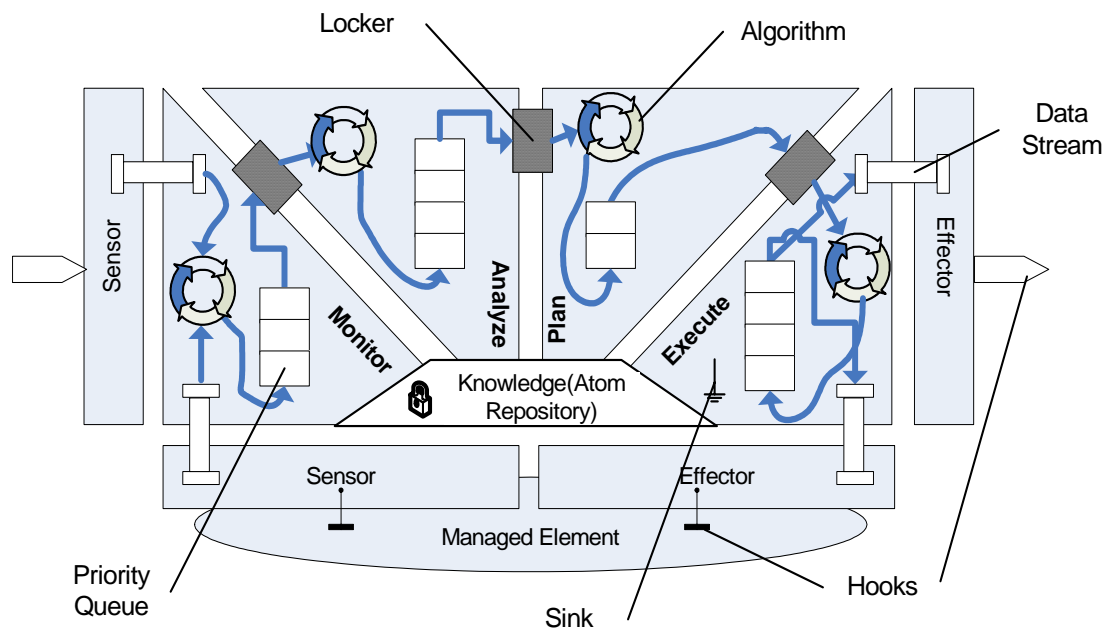 Locker
Algorithm
Data
Stream
Sensor
Effector
Monitor
Analyze
Plan
Execute
Knowledge(Atom
Repository)
Sensor
Effector
Managed Element
Priority
Queue
Sink
Hooks